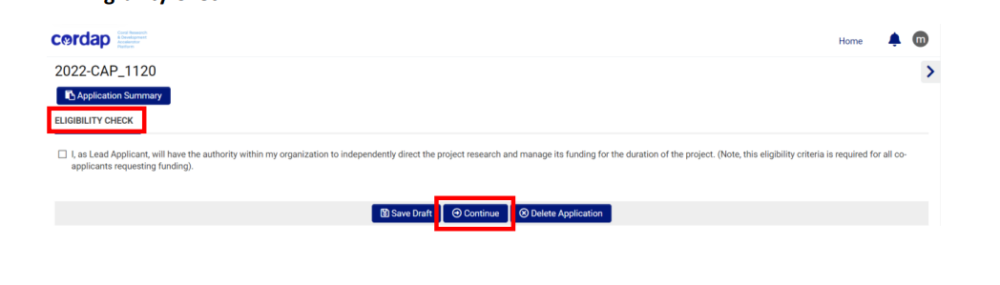 cordap Coral Research
& Development
Accelerator
Platform
Home m
2022-CAP_1120
Application Summary
ELIGIBILITY CHECK
I, as Lead Applicant, will have the authority within my organization to independently direct the project research and manage its funding for the duration of the project. (Note, this eligibility criteria is required for all co-
applicants requesting funding).
Save Draft Continue Delete Application